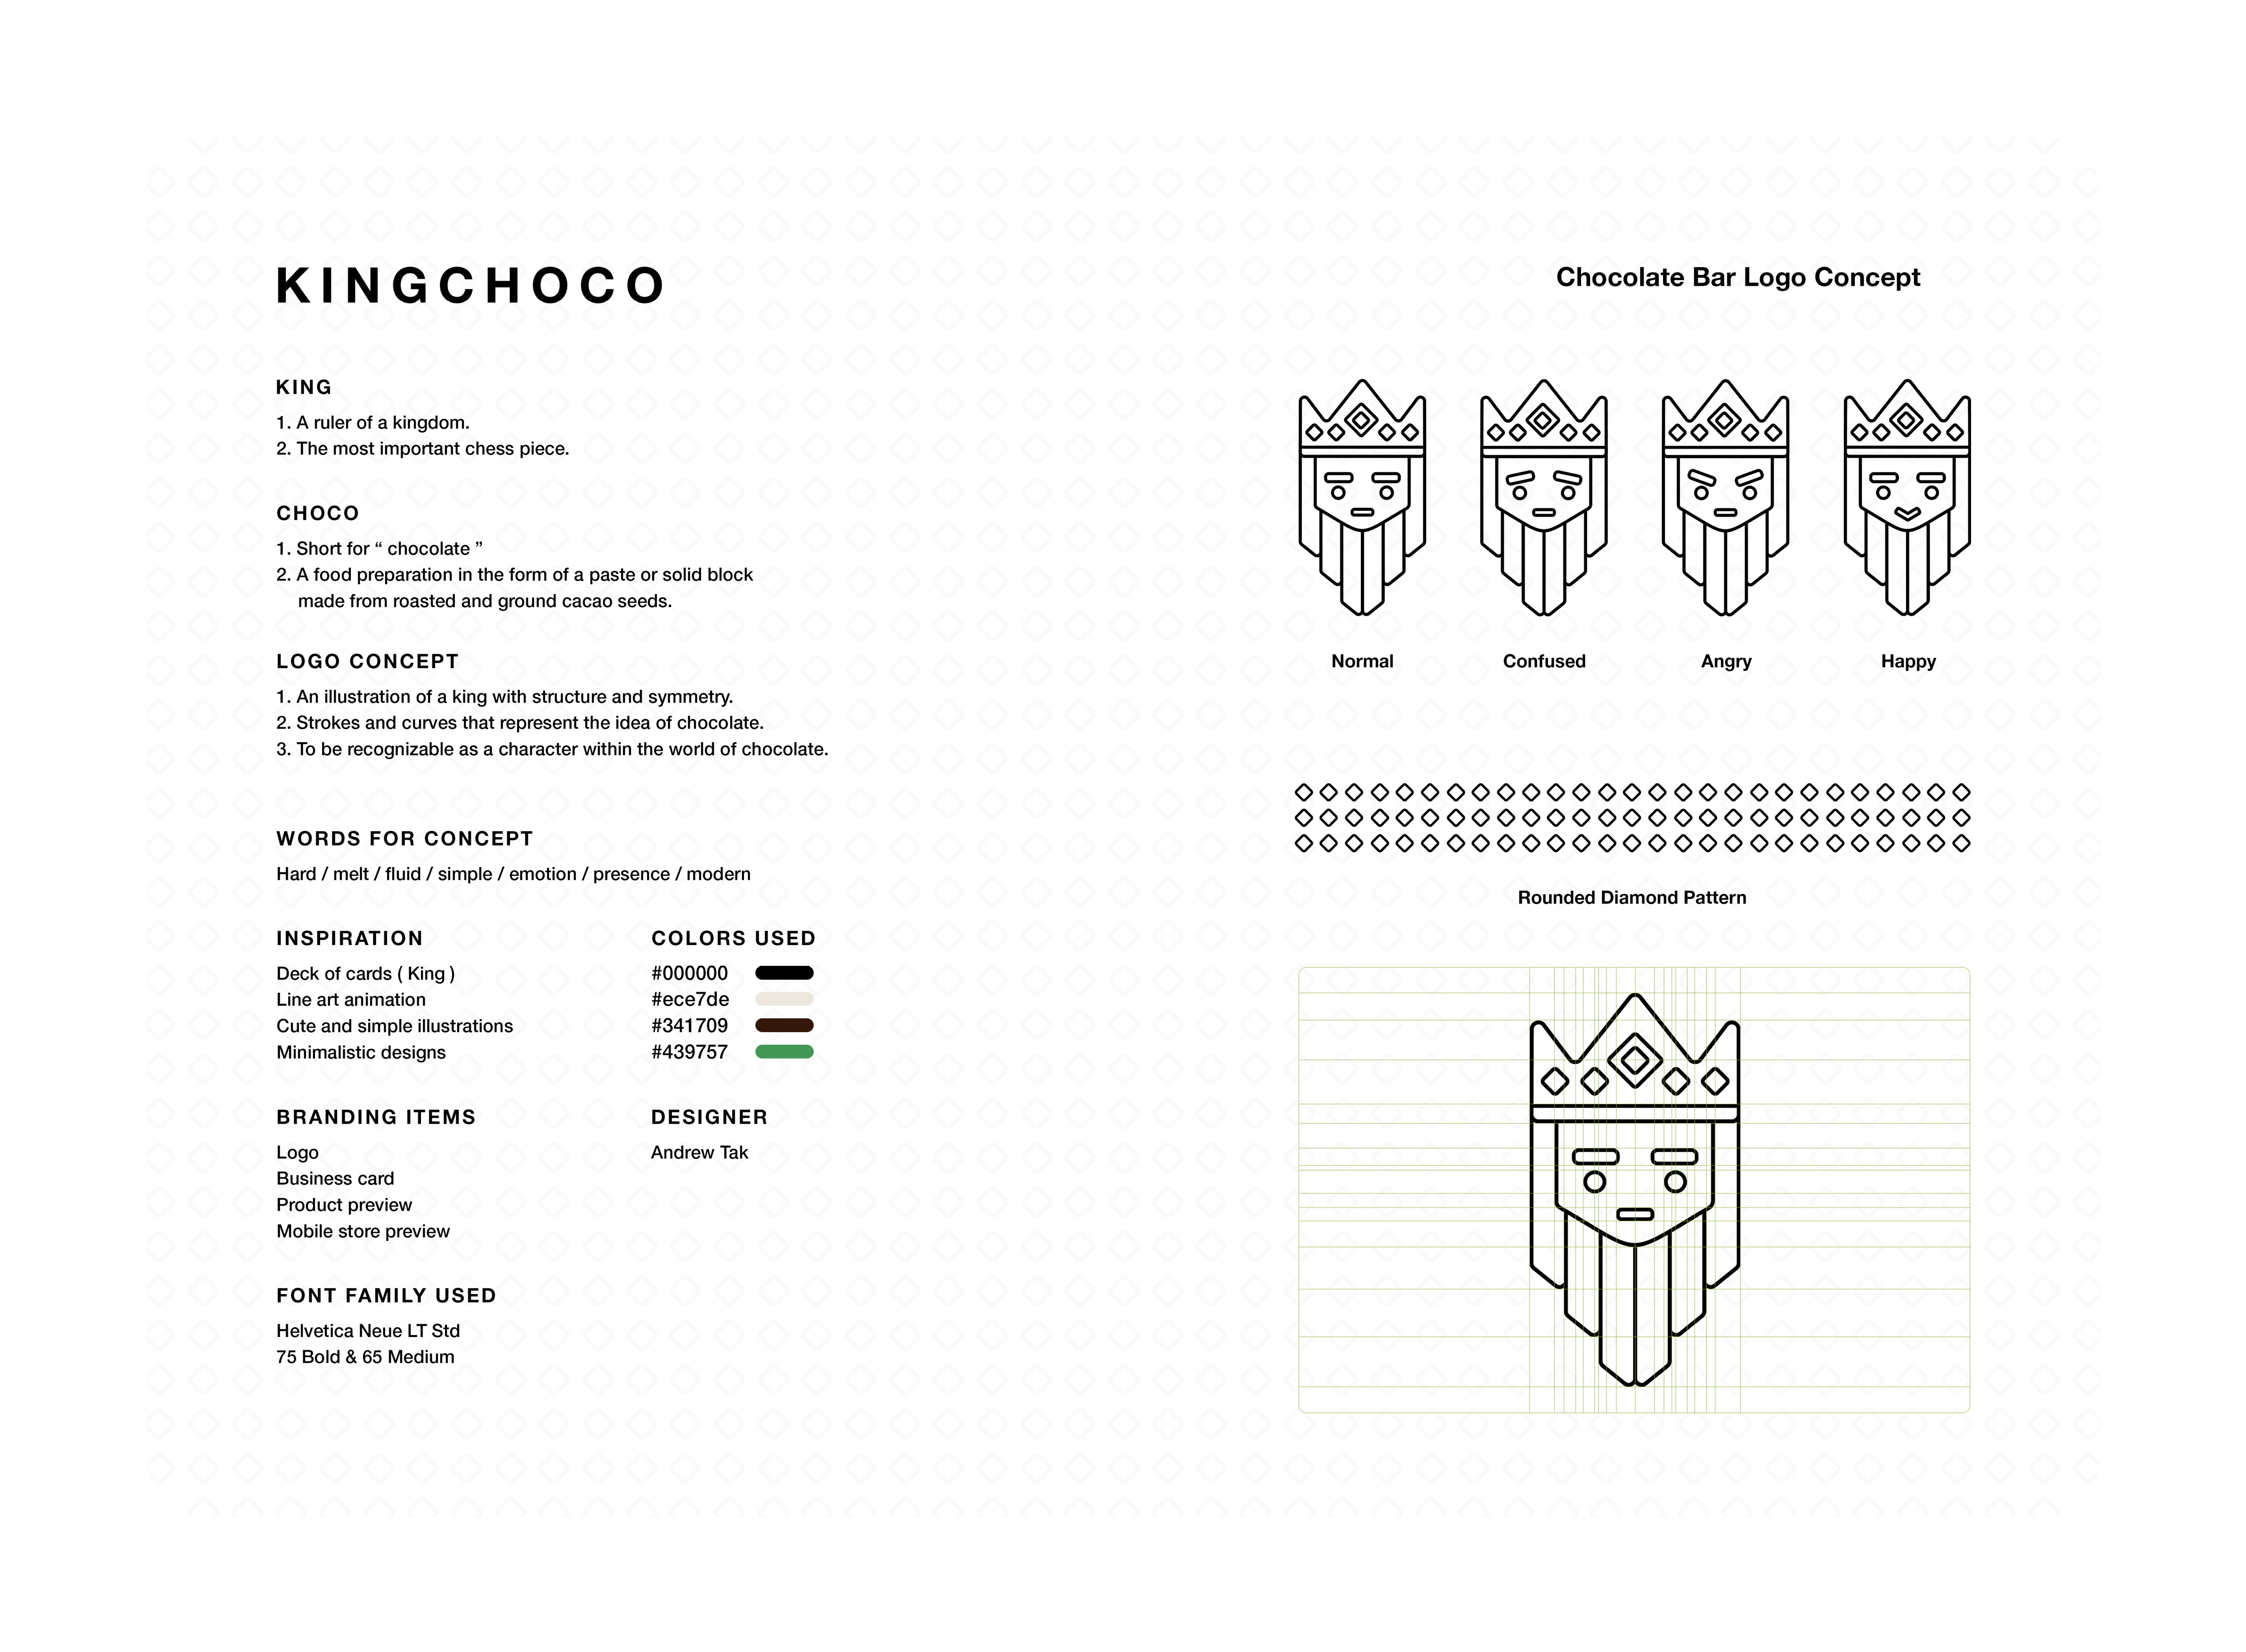 KINGCHOCO
KING
1. A ruler of a kingdom.
2. The most important chess piece.
CHOCO
1. Short for “ chocolate ”
2. A food preparation in the form of a paste or solid block
made from roasted and ground cacao seeds.
LOGO CONCEPT
1. An illustration of a king with structure and symmetry.
2. Strokes and curves that represent the idea of chocolate.
3. To be recognizable as a character within the world of chocolate.
WORDS FOR CONCEPT
Hard / melt / fluid / simple / emotion / presence / modern
INSPIRATION
Deck of cards ( King )
Line art animation
Cute and simple illustrations
Minimalistic designs
COLORS USED
#000000
#ece7de
#341709
#439757
BRANDING ITEMS
Logo
Business card
Product preview
Mobile store preview
DESIGNER
Andrew Tak
FONT FAMILY USED
Helvetica Neue LT Std
75 Bold & 65 Medium
Chocolate Bar Logo Concept
Normal
Confused
Angry
Happy
Rounded Diamond Pattern